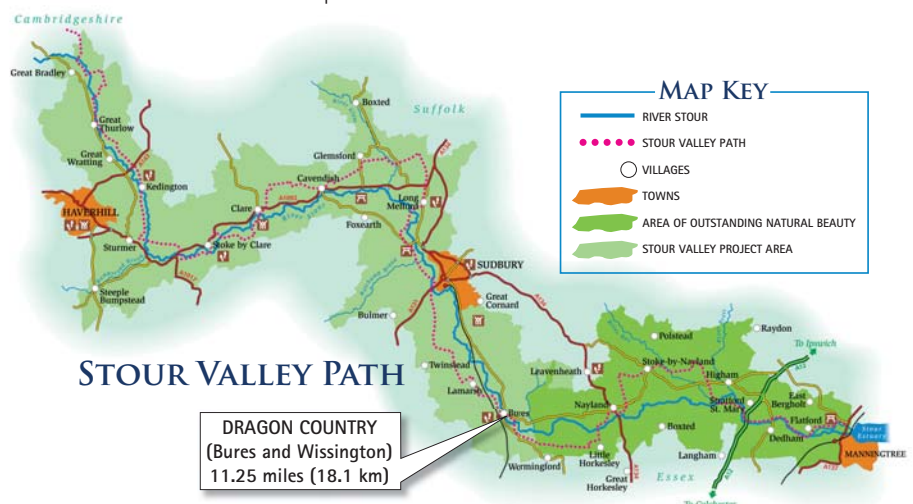 Cambridgeshire
Great Bradley
Great
Thurlow
Great
Wratting
Kedington
HAVERHILL
Sturmer
Steeple
Bumpstead
Stoke by Clare
Clare
Cavendish
Glemsford
Boxted
Suffolk
Long
Melford
Foxearth
SUDBURY
Great
Cornard
Bulmer
Twinstead
Lamarsh
Bures
MAP KEY
RIVER STOUR
STOUR VALLEY PATH
VILLAGES
TOWNS
AREA OF OUTSTANDING NATURAL BEAUTY
STOUR VALLEY PROJECT AREA
STOUR VALLEY PATH
DRAGON COUNTRY
(Bures and Wissington)
11.25 miles (18.1 km)
Polstead
Raydon
To Ipswich
Stoke-by-Nayland
Higham
Leavenheath
Nayland
Stratford
St. Mary
East
Bergholt
Flatford
Dedham
Stour
Estuary
MANNINGTREE
Boxted
Langham
Little
Horkesley
Wormingford
Great
Horkesley
Essex
A12
A134
To Colchester